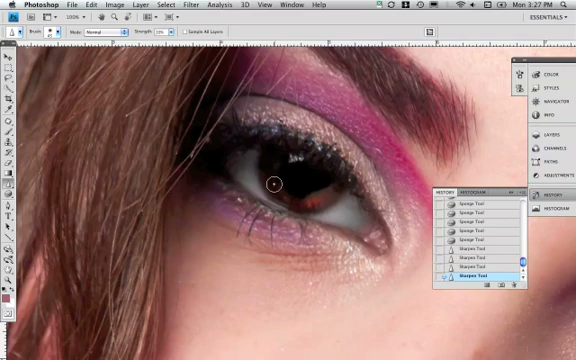 Photoshop File Edit Image Layer Select Filter Analysis 3D View Window Help Mon 3:27 PM
100% ESSENTIALS
Brush: Mode: Normal Strength: Sample All Layers
COLOR
STYLES
NAVIGATOR
INFO
LAYERS
CHANNELS
PATHS
ADJUSTMENTS
HISTORY
HISTOGRAM
HISTORY HISTOGRAM
Sponge Tool
Sponge Tool
Sponge Tool
Sponge Tool
Sponge Tool
Sharpen Tool
Sharpen Tool
Sharpen Tool
Sharpen Tool